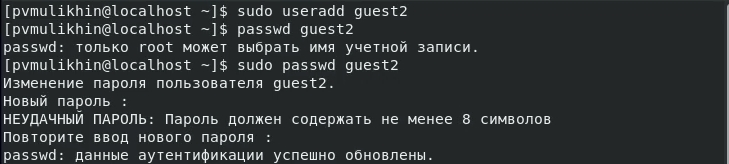 [pvmulikhin@localhost ~]$ sudo useradd guest2
[pvmulikhin@localhost ~]$ passwd guest2
passwd: только root может выбрать имя учетной записи.
[pvmulikhin@localhost ~]$ sudo passwd guest2
Изменение пароля пользователя guest2.
Новый пароль :
НЕУДАЧНЫЙ ПАРОЛЬ: Пароль должен содержать не менее 8 символов
Повторите ввод нового пароля :
passwd: данные аутентификации успешно обновлены.